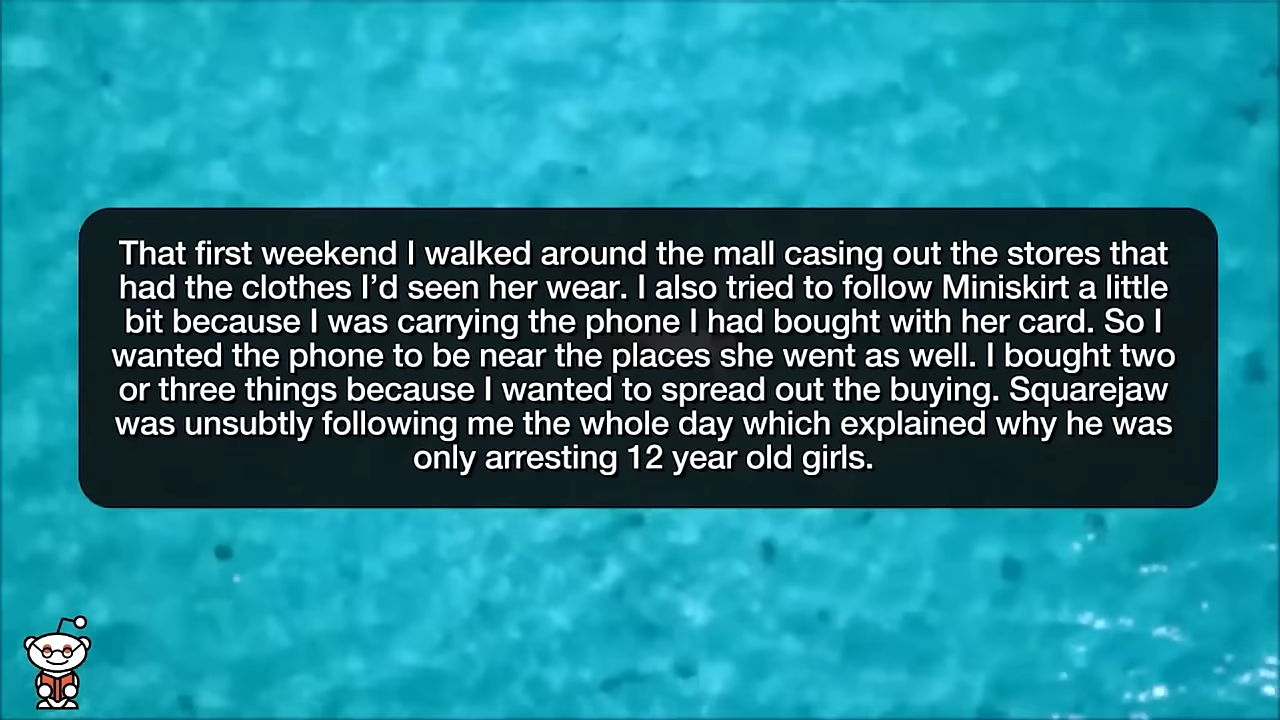 That first weekend I walked around the mall casing out the stores that
had the clothes I’d seen her wear. I also tried to follow Miniskirt a little
bit because I was carrying the phone I had bought with her card. So I
wanted the phone to be near the places she went as well. I bought two
or three things because I wanted to spread out the buying. Squarejaw
was unsubtly following me the whole day which explained why he was
only arresting 12 year old girls.